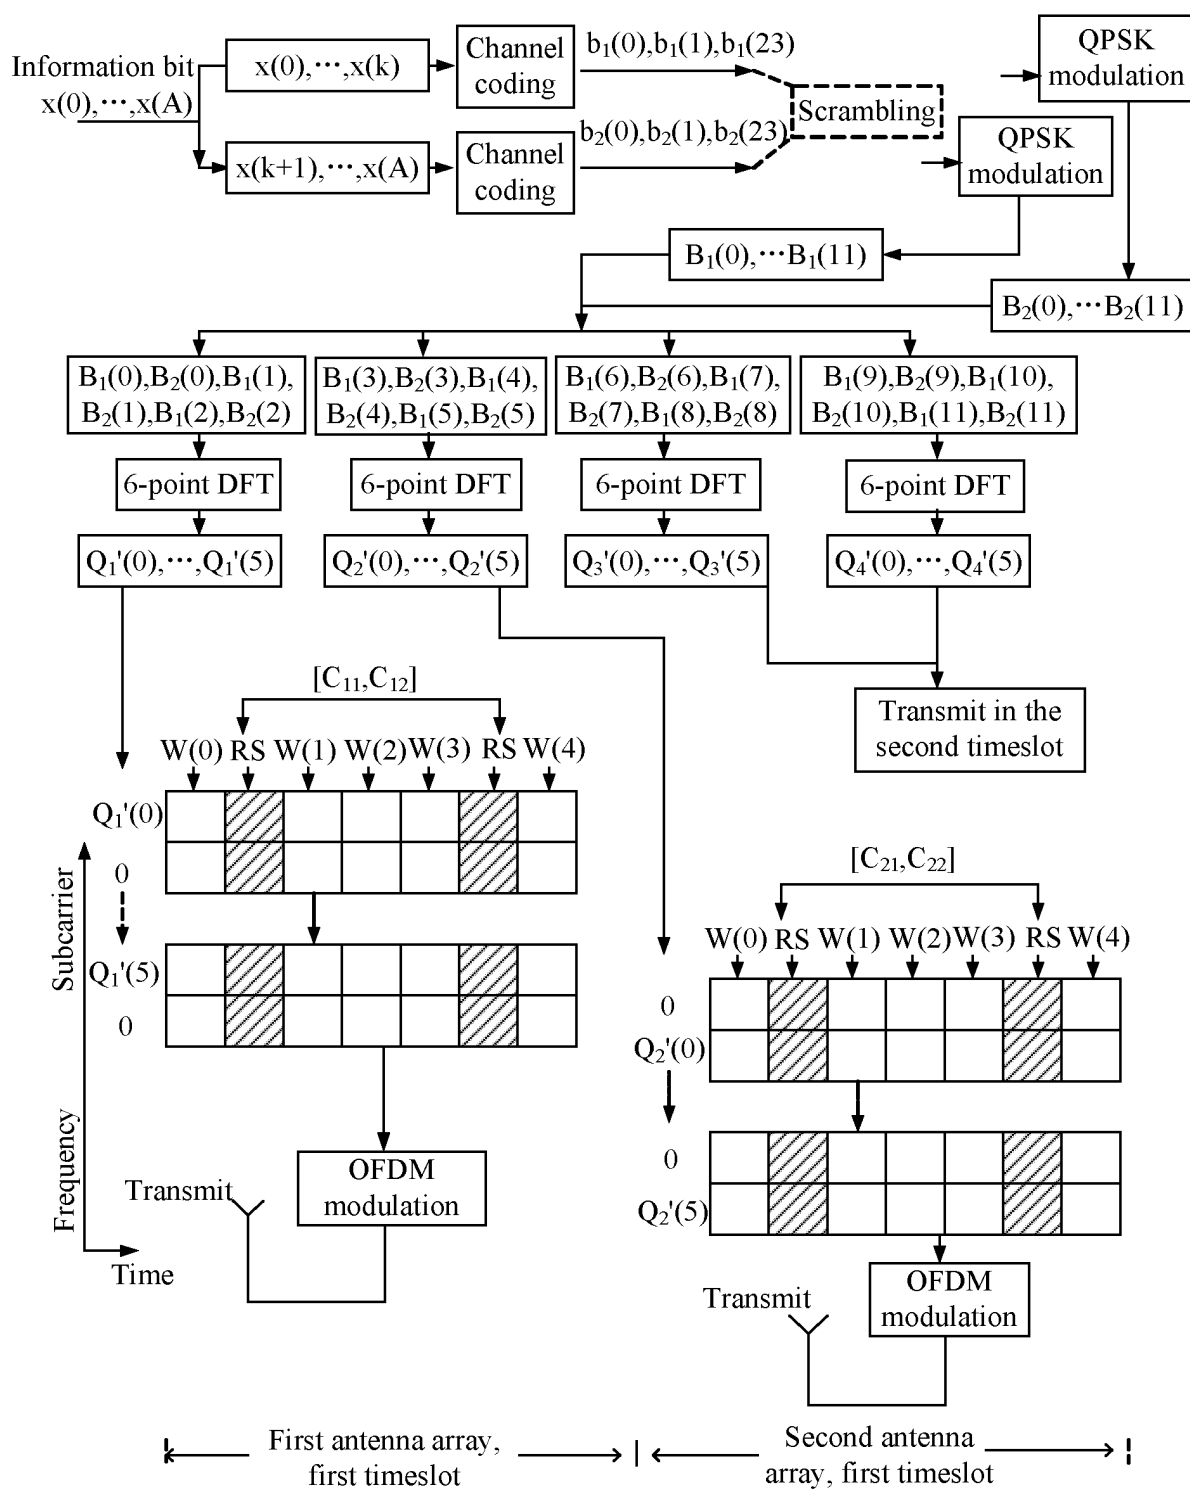 Information bit
x(0),···,x(A)
x(0),···,x(k)
Channel
coding
b₁(0),b₁(1),b₁(23)
x(k+1),···,x(A)
Channel
coding
b₂(0),b₂(1),b₂(23)
Scrambling
QPSK
modulation
QPSK
modulation
B₁(0),···B₁(11)
B₂(0),···B₂(11)
B₁(0),B₂(0),B₁(1),
B₂(1),B₁(2),B₂(2)
B₁(3),B₂(3),B₁(4),
B₂(4),B₁(5),B₂(5)
B₁(6),B₂(6),B₁(7),
B₂(7),B₁(8),B₂(8)
B₁(9),B₂(9),B₁(10),
B₂(10),B₁(11),B₂(11)
6-point DFT
6-point DFT
6-point DFT
6-point DFT
Q₁'(0),···,Q₁'(5)
Q₂'(0),···,Q₂'(5)
Q₃'(0),···,Q₃'(5)
Q₄'(0),···,Q₄'(5)
Transmit in the
second timeslot
[C₁₁,C₁₂]
W(0) RS W(1) W(2) W(3) RS W(4)
Q₁'(0)
0
Q₁'(5)
0
Subcarrier
Frequency
Time
OFDM
modulation
Transmit
[C₂₁,C₂₂]
W(0) RS W(1) W(2) W(3) RS W(4)
0
Q₂'(0)
0
Q₂'(5)
OFDM
modulation
Transmit
First antenna array,
first timeslot
Second antenna
array, first timeslot